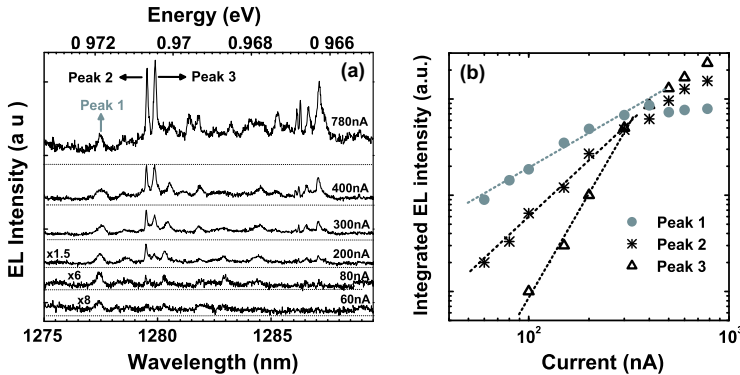 Energy (eV)
0 972 0.97 0.968 0.966
(a)
Peak 2 Peak 3
Peak 1
780nA
400nA
300nA
x1.5 200nA
x6 80nA
x8 60nA
EL Intensity (a u )
1275 1280 1285
Wavelength (nm)
(b)
Integrated EL intensity (a.u.)
Peak 1
Peak 2
Peak 3
10² 10³
Current (nA)